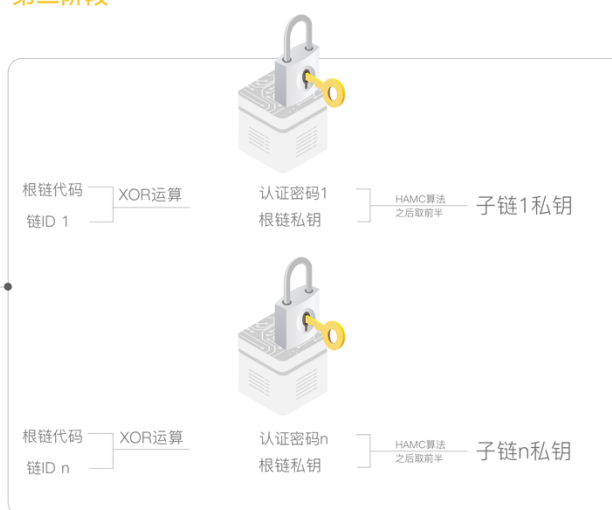 根链代码
XOR运算
链ID 1
认证密码1
根链私钥
HAMC算法
之后取前半
子链1私钥
根链代码
XOR运算
链ID n
认证密码n
根链私钥
HAMC算法
之后取前半
子链n私钥